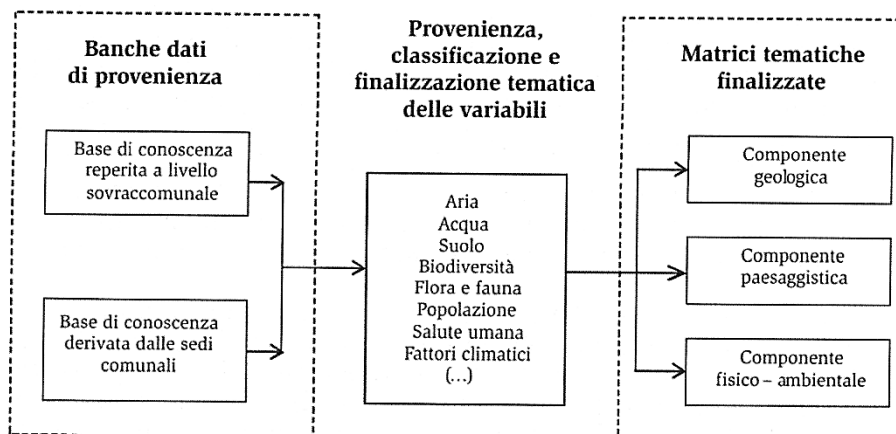 Banche dati
di provenienza
Base di conoscenza
reperita a livello
sovraccomunale
Base di conoscenza
derivata dalle sedi
comunali
Provenienza,
classificazione e
finalizzazione tematica
delle variabili
Aria
Acqua
Suolo
Biodiversità
Flora e fauna
Popolazione
Salute umana
Fattori climatici
(...)
Matrici tematiche
finalizzate
Componente
geologica
Componente
paesaggistica
Componente
fisico – ambientale